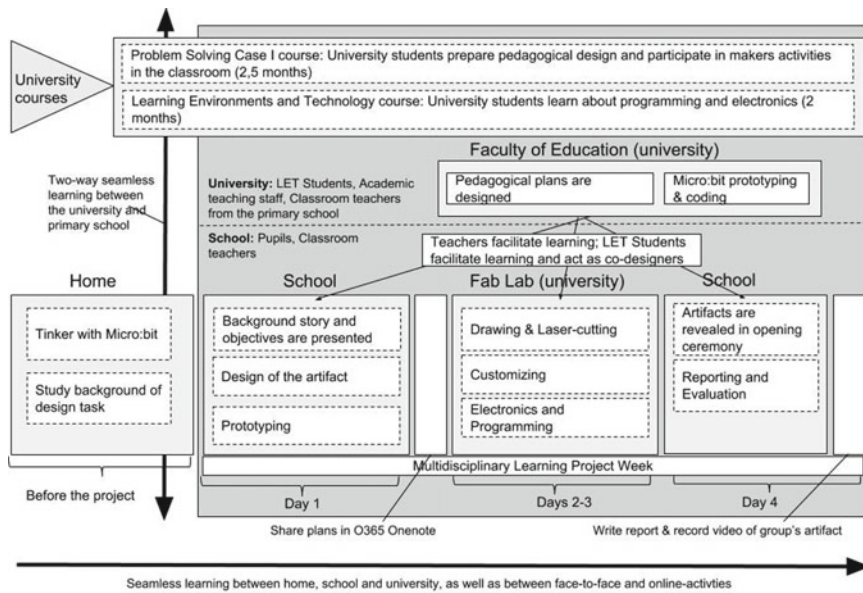 Problem Solving Case I course: University students prepare pedagogical design and participate in makers activities
in the classroom (2,5 months)
University
courses
Learning Environments and Technology course: University students learn about programming and electronics (2
months)
Faculty of Education (university)
Two-way seamless
learning between
the university and
primary school
University: LET Students, Academic
teaching staff, Classroom teachers
from the primary school
Pedagogical plans are
designed
Micro:bit prototyping
& coding
School: Pupils, Classroom
teachers
Teachers facilitate learning; LET Students
facilitate learning and act as co-designers
Home
School
Fab Lab (university)
School
Tinker with Micro:bit
Study background of
design task
Background story and
objectives are presented
Design of the artifact
Prototyping
Drawing & Laser-cutting
Customizing
Electronics and
Programming
Artifacts are
revealed in opening
ceremony
Reporting and
Evaluation
Multidisciplinary Learning Project Week
Before the project
Day 1
Days 2-3
Day 4
Share plans in O365 Onenote
Write report & record video of group's artifact
Seamless learning between home, school and university, as well as between face-to-face and online-activties